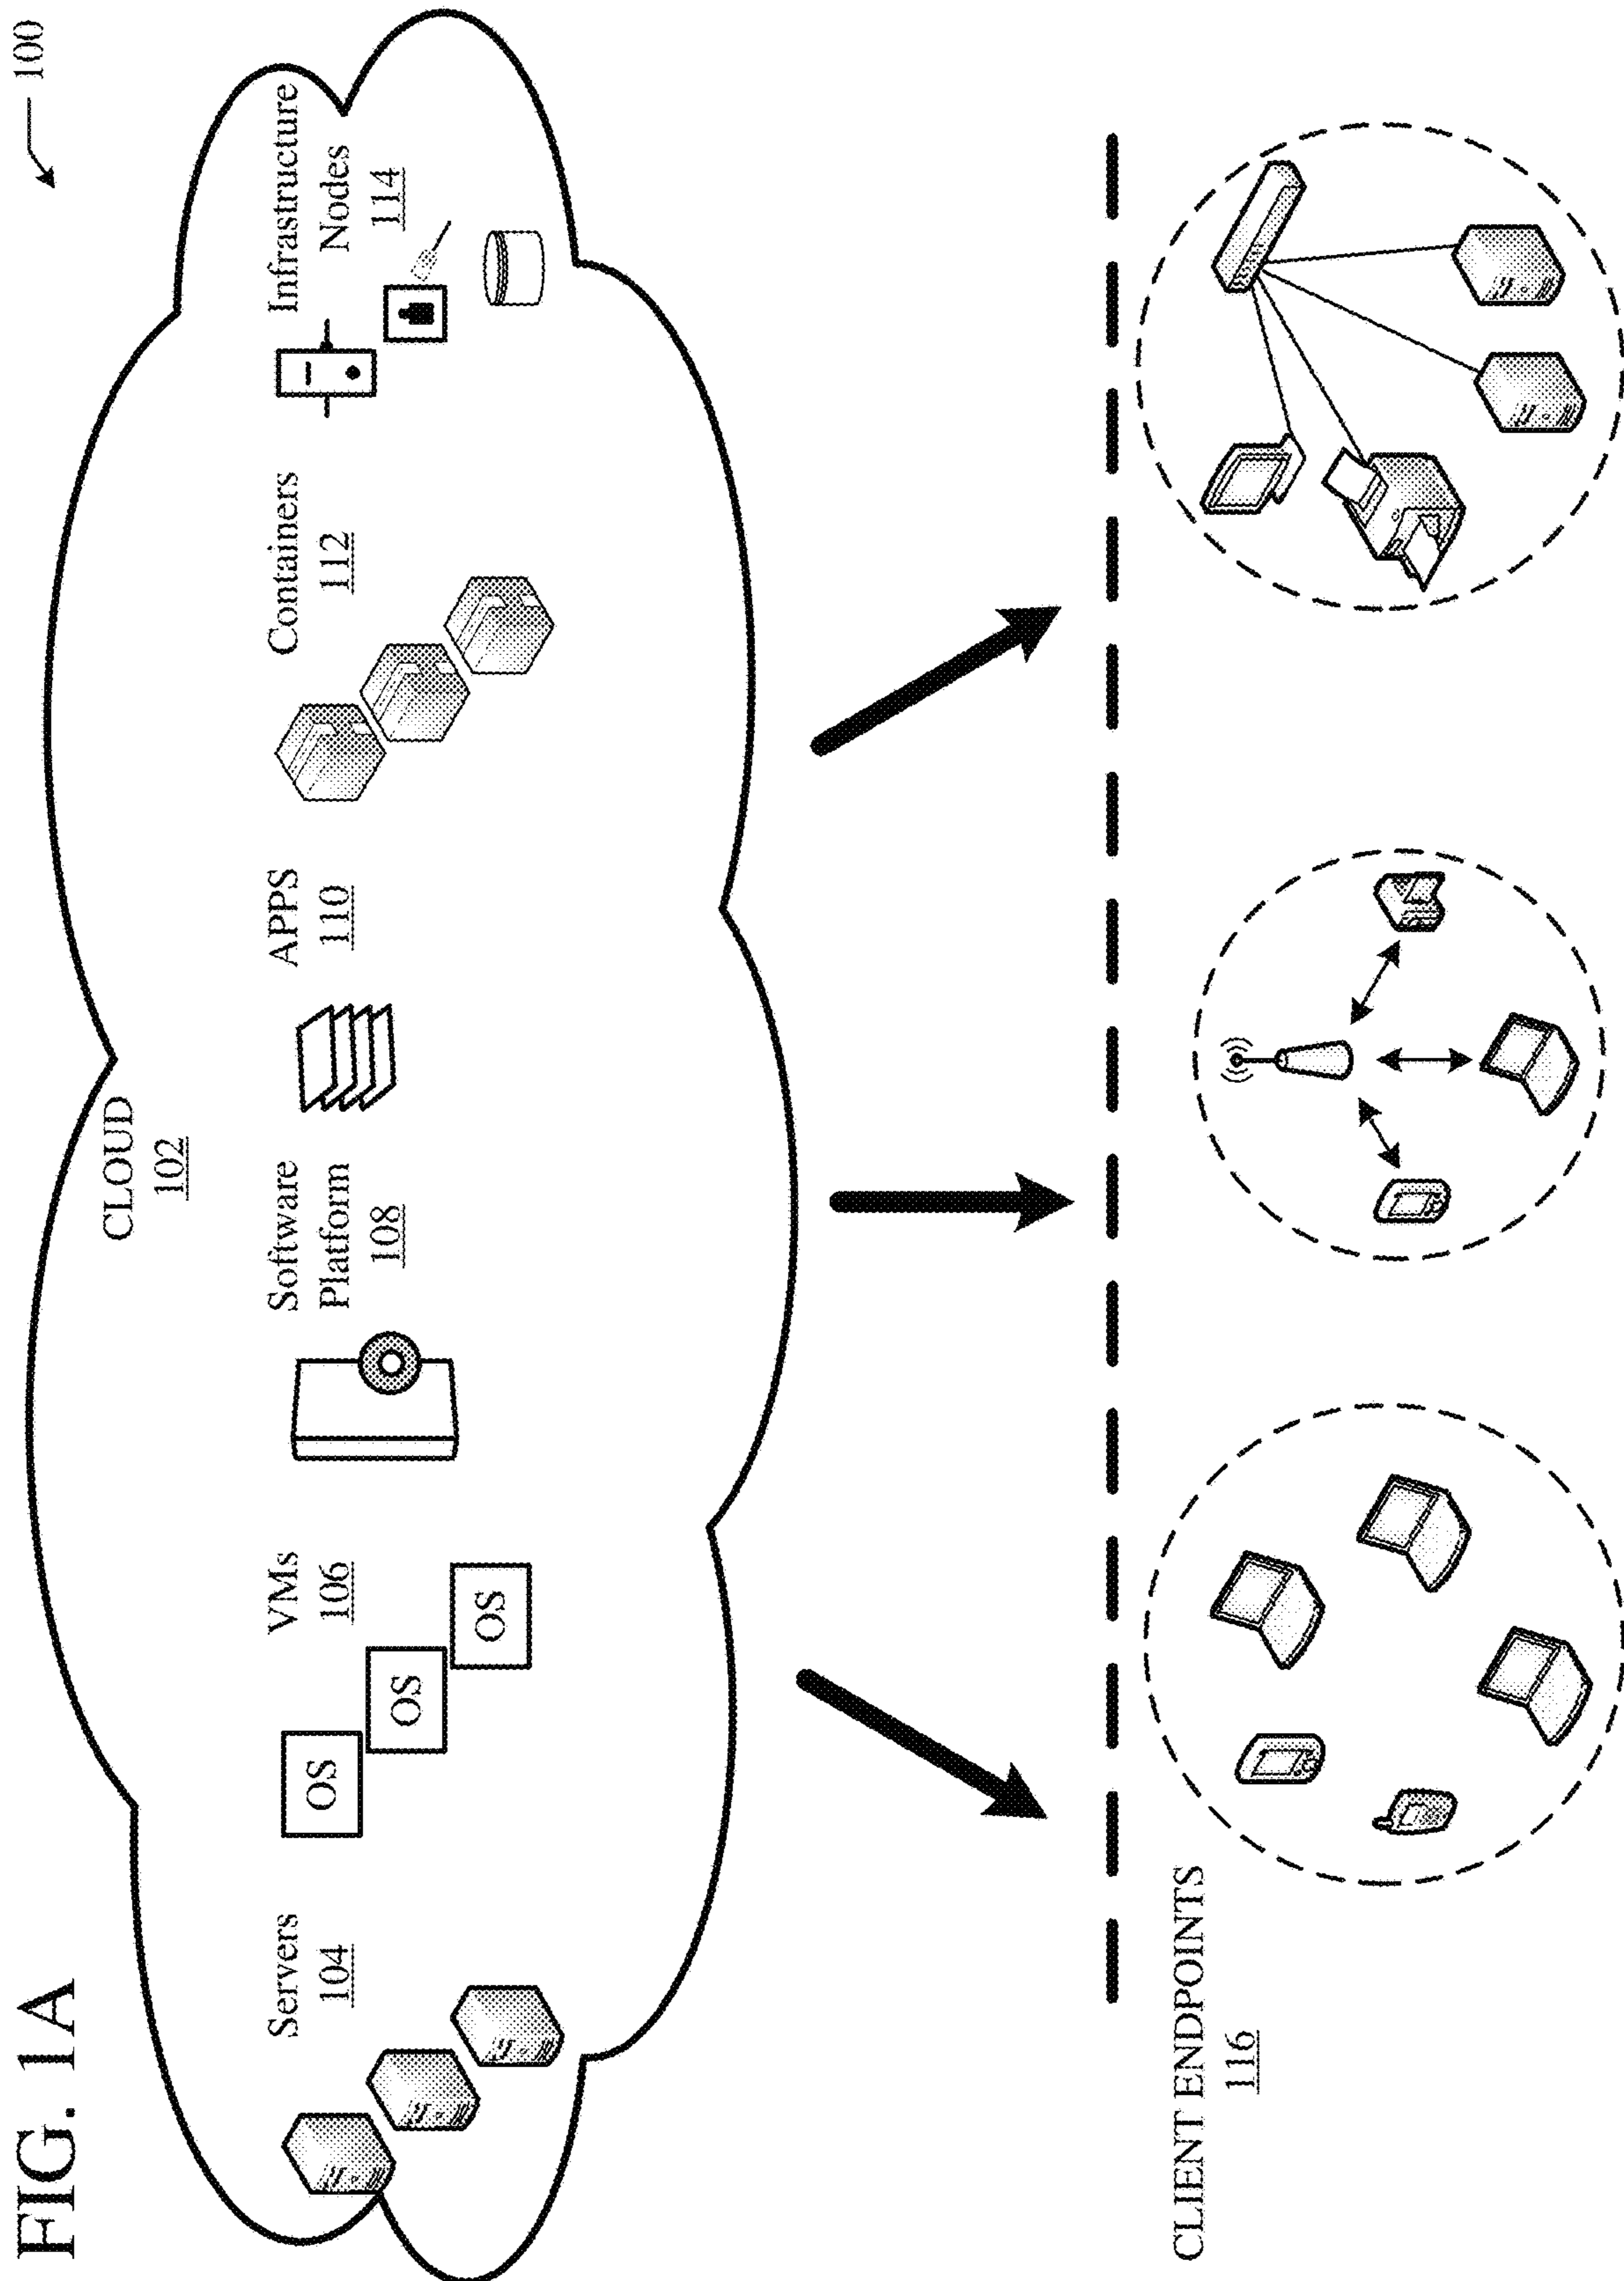 FIG. 1A
100
CLOUD
102
Servers
104
VMs
106
OS
OS
OS
Software
Platform
108
APPS
110
Containers
112
Infrastructure
Nodes
114
CLIENT ENDPOINTS
116